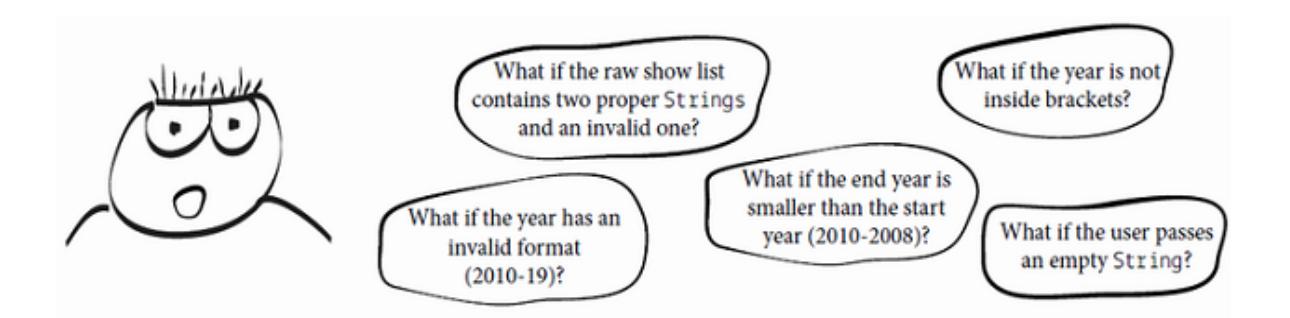 What if the raw show list
contains two proper Strings
and an invalid one?
What if the year is not
inside brackets?
What if the year has an
invalid format
(2010-19)?
What if the end year is
smaller than the start
year (2010-2008)?
What if the user passes
an empty String?